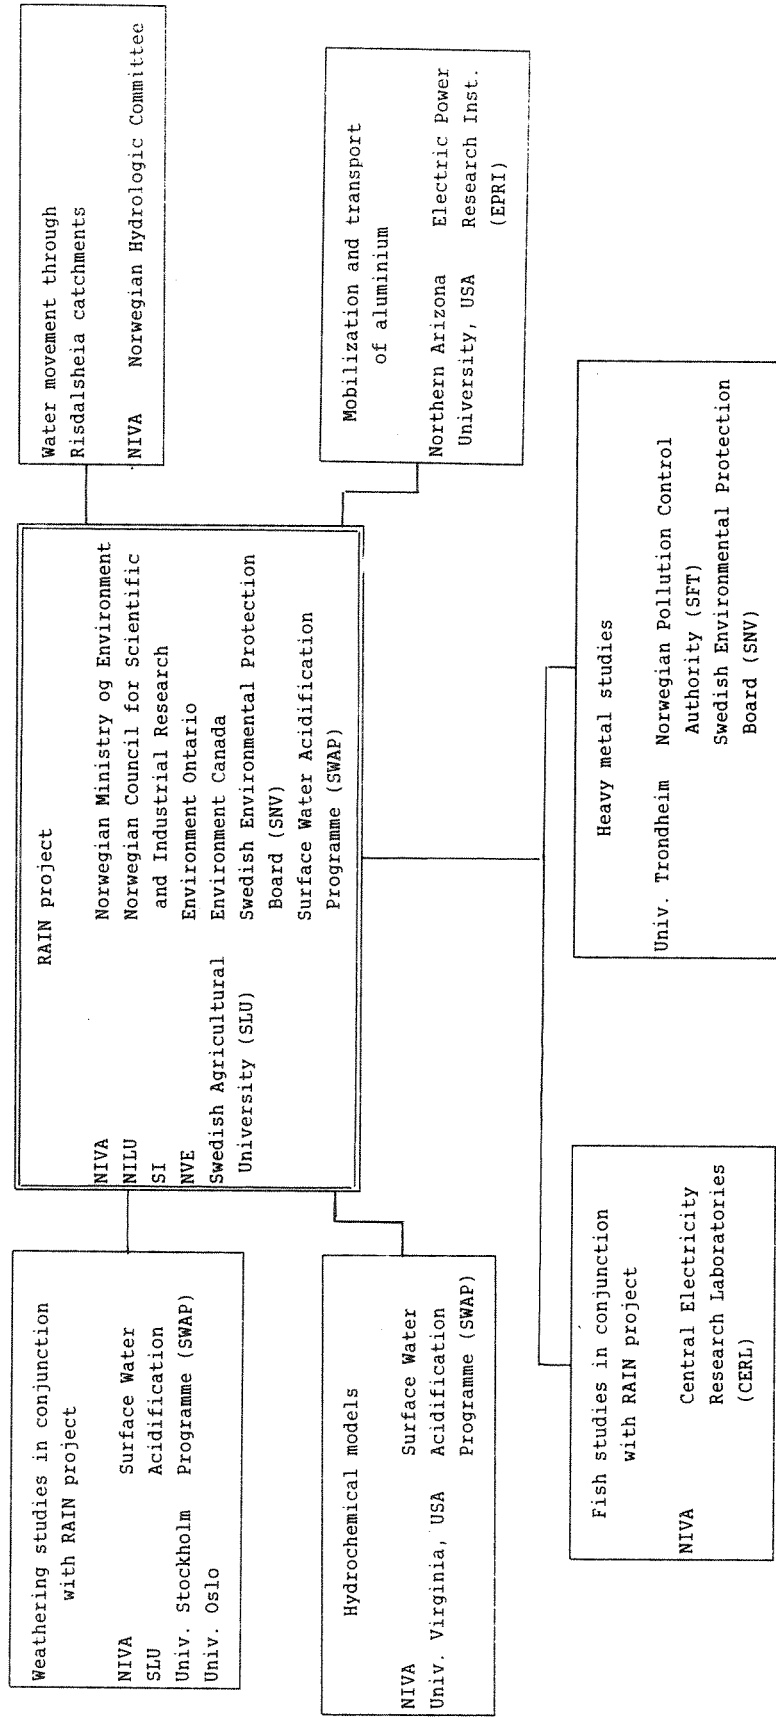 Weathering studies in conjunction
with RAIN project
NIVA Surface Water
SLU Acidification
Univ. Stockholm Programme (SWAP)
Univ. Oslo
RAIN project
NIVA Norwegian Ministry og Environment
NILU Norwegian Council for Scientific
SI and Industrial Research
NVE Environment Ontario
Swedish Agricultural Environment Canada
University (SLU) Swedish Environmental Protection
Board (SNV)
Surface Water Acidification
Programme (SWAP)
Water movement through
Risdalsheia catchments
NIVA Norwegian Hydrologic Committee
Hydrochemical models
NIVA Surface Water
Univ. Virginia, USA Acidification
Programme (SWAP)
Mobilization and transport
of aluminium
Northern Arizona Electric Power
University, USA Research Inst.
(EPRI)
Fish studies in conjunction
with RAIN project
NIVA Central Electricity
Research Laboratories
(CERL)
Heavy metal studies
Univ. Trondheim Norwegian Pollution Control
Authority (SFT)
Swedish Environmental Protection
Board (SNV)